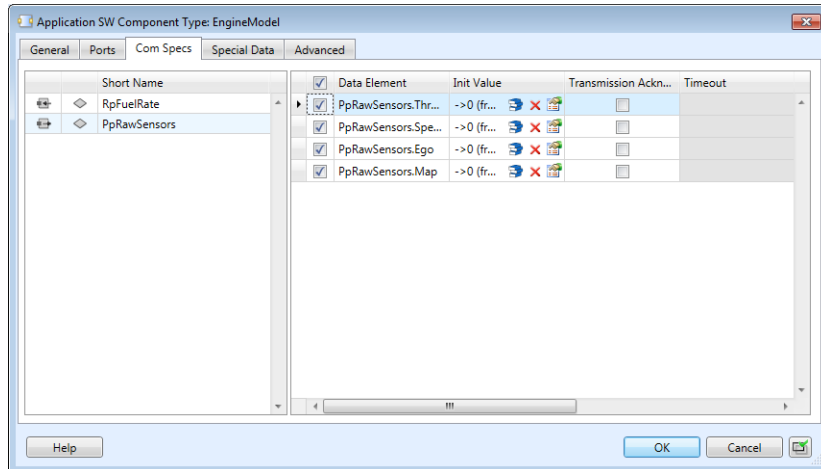 Application SW Component Type: EngineModel
General Ports Com Specs Special Data Advanced
Short Name
RpFuelRate
PpRawSensors
Data Element Init Value Transmission Ackn... Timeout
PpRawSensors.Thr... ->0 (fr...
PpRawSensors.Spe... ->0 (fr...
PpRawSensors.Ego ->0 (fr...
PpRawSensors.Map ->0 (fr...
Help OK Cancel